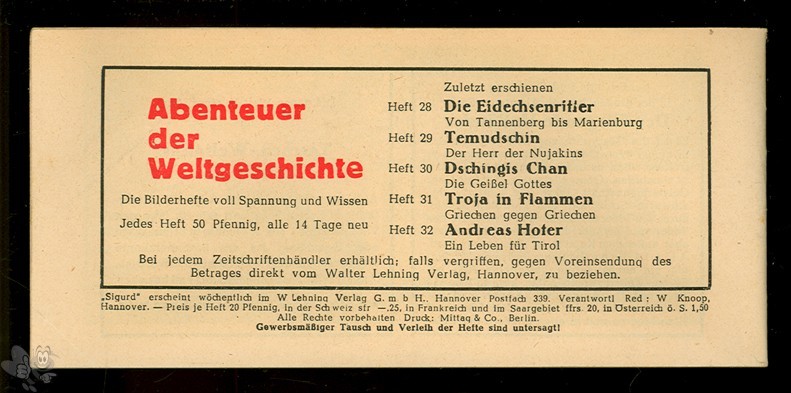 Abenteuer
der
Weltgeschichte
Die Bilderhefte voll Spannung und Wissen
Jedes Heft 50 Pfennig, alle 14 Tage neu
Zuletzt erschienen
Heft 28 Die Eidechsenritter
Von Tannenberg bis Marienburg
Heft 29 Temudschin
Der Herr der Nujakins
Heft 30 Dschingis Chan
Die Geißel Gottes
Heft 31 Troja in Flammen
Griechen gegen Griechen
Heft 32 Andreas Hofer
Ein Leben für Tirol
Bei jedem Zeitschriftenhändler erhältlich; falls vergriffen, gegen Voreinsendung des
Betrages direkt vom Walter Lehning Verlag, Hannover, zu beziehen.
„Sigurd" erscheint wöchentlich im W Lehning Verlag G. m b H., Hannover Postfach 339. Verantwortl Red : W Knoop,
Hannover. — Preis je Heft 20 Pfennig, in der Schweiz sfr —.25, in Frankreich und im Saargebiet ffrs 20, in Österreich ö. S. 1,50
Alle Rechte vorbehalten Druck: Mittag & Co., Berlin.
Gewerbsmäßiger Tausch und Verleih der Hefte sind untersagt!